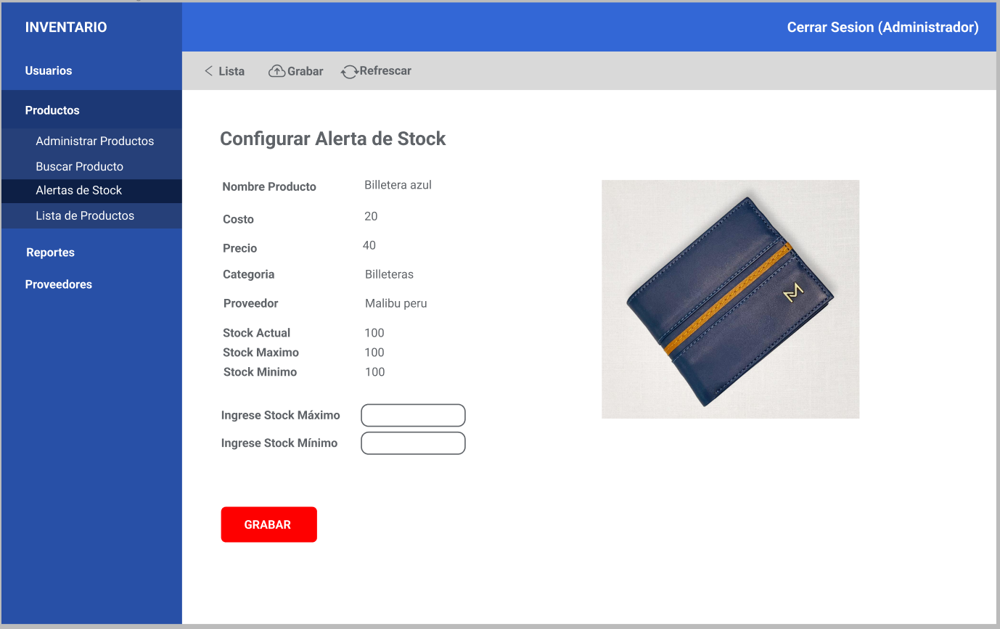 INVENTARIO
Cerrar Sesion (Administrador)
Usuarios
Lista Grabar Refrescar
Productos
Administrar Productos
Buscar Producto
Alertas de Stock
Lista de Productos
Reportes
Proveedores
Configurar Alerta de Stock
Nombre Producto Billetera azul
Costo 20
Precio 40
Categoria Billeteras
Proveedor Malibu peru
Stock Actual 100
Stock Maximo 100
Stock Minimo 100
Ingrese Stock Máximo
Ingrese Stock Mínimo
GRABAR
M